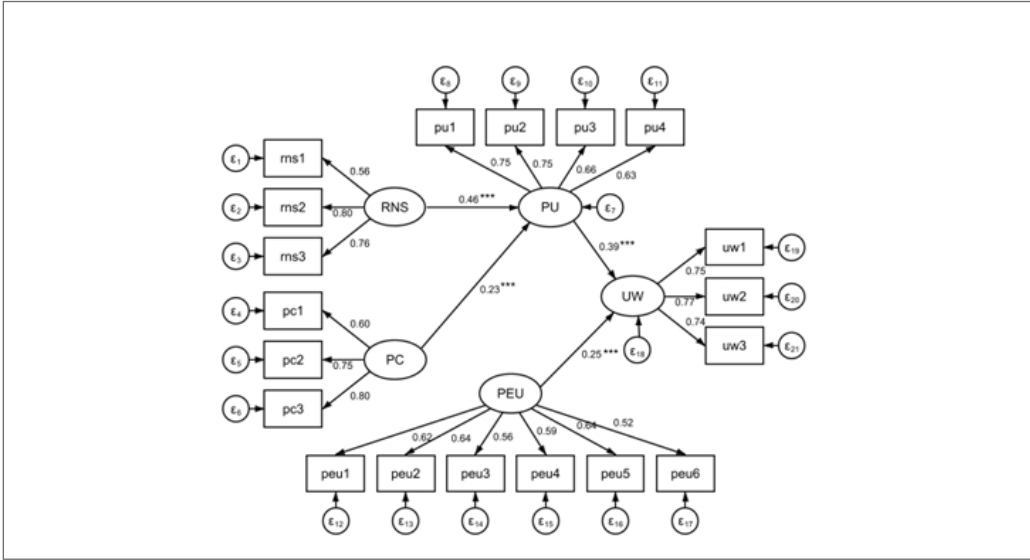 ε8 ε9 ε10 ε11
pu1 pu2 pu3 pu4
0.75 0.75 0.66 0.63
ε1 rns1
0.56
ε2 rns2 0.80 RNS 0.46*** PU ε7
ε3 rns3 0.76
0.39***
uw1 ε19
0.75
0.23***
UW 0.77 uw2 ε20
ε4 pc1
0.60
0.74
uw3 ε21
ε18
ε5 pc2 0.75 PC
0.25***
ε6 pc3 0.80
PEU
0.62 0.64 0.56 0.59 0.64 0.52
peu1 peu2 peu3 peu4 peu5 peu6
ε12 ε13 ε14 ε15 ε16 ε17